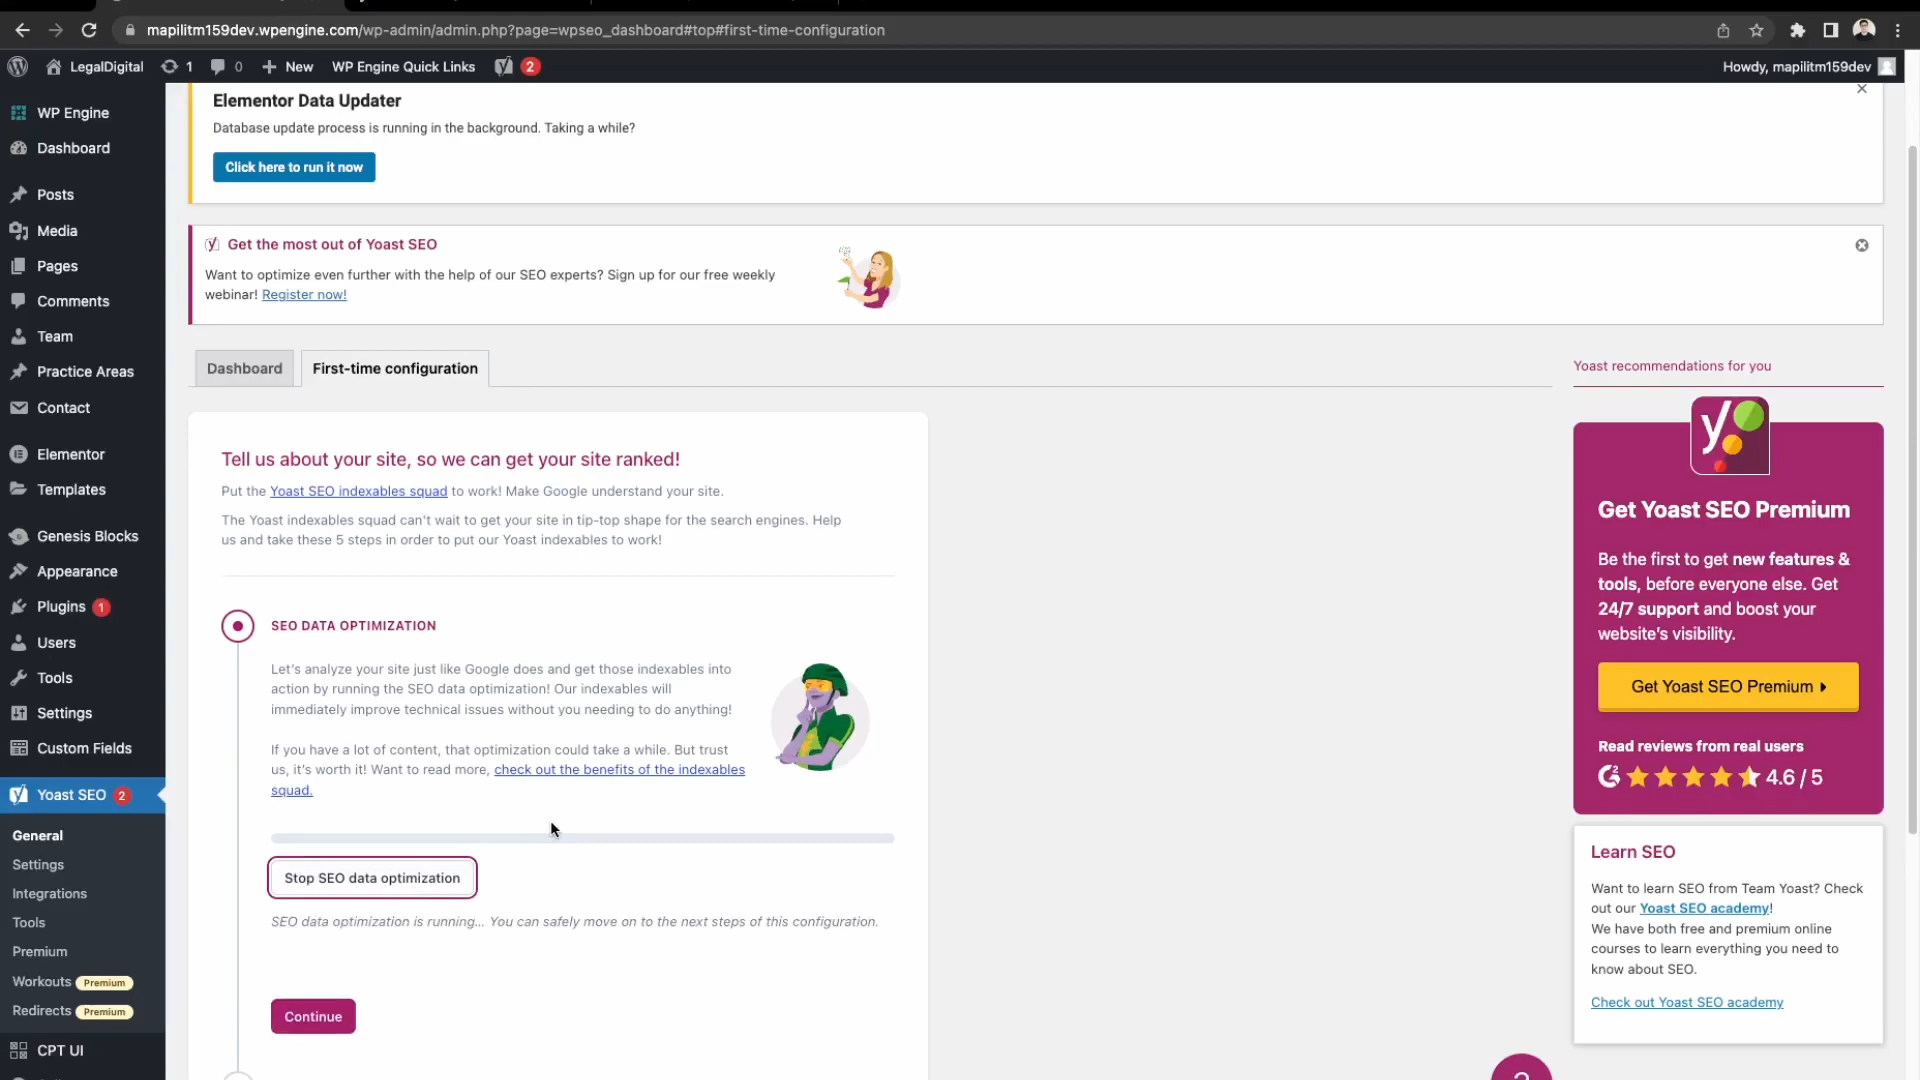 mapilitm159dev.wpengine.com/wp-admin/admin.php?page=wpseo_dashboard#top#first-time-configuration
LegalDigital
1
0
New
WP Engine Quick Links
2
Howdy, mapilitm159dev
WP Engine
Dashboard
Posts
Media
Pages
Comments
Team
Practice Areas
Contact
Elementor
Templates
Genesis Blocks
Appearance
Plugins 1
Users
Tools
Settings
Custom Fields
Yoast SEO 2
General
Settings
Integrations
Tools
Premium
Workouts Premium
Redirects Premium
CPT UI
Elementor Data Updater
Database update process is running in the background. Taking a while?
Click here to run it now
Get the most out of Yoast SEO
Want to optimize even further with the help of our SEO experts? Sign up for our free weekly
webinar! Register now!
Dashboard
First-time configuration
Tell us about your site, so we can get your site ranked!
Put the Yoast SEO indexables squad to work! Make Google understand your site.
The Yoast indexables squad can't wait to get your site in tip-top shape for the search engines. Help
us and take these 5 steps in order to put our Yoast indexables to work!
SEO DATA OPTIMIZATION
Let's analyze your site just like Google does and get those indexables into
action by running the SEO data optimization! Our indexables will
immediately improve technical issues without you needing to do anything!
If you have a lot of content, that optimization could take a while. But trust
us, it's worth it! Want to read more, check out the benefits of the indexables
squad.
Stop SEO data optimization
SEO data optimization is running... You can safely move on to the next steps of this configuration.
Continue
Yoast recommendations for you
Get Yoast SEO Premium
Be the first to get new features &
tools, before everyone else. Get
24/7 support and boost your
website's visibility.
Get Yoast SEO Premium
Read reviews from real users
4.6 / 5
Learn SEO
Want to learn SEO from Team Yoast? Check
out our Yoast SEO academy!
We have both free and premium online
courses to learn everything you need to
know about SEO.
Check out Yoast SEO academy